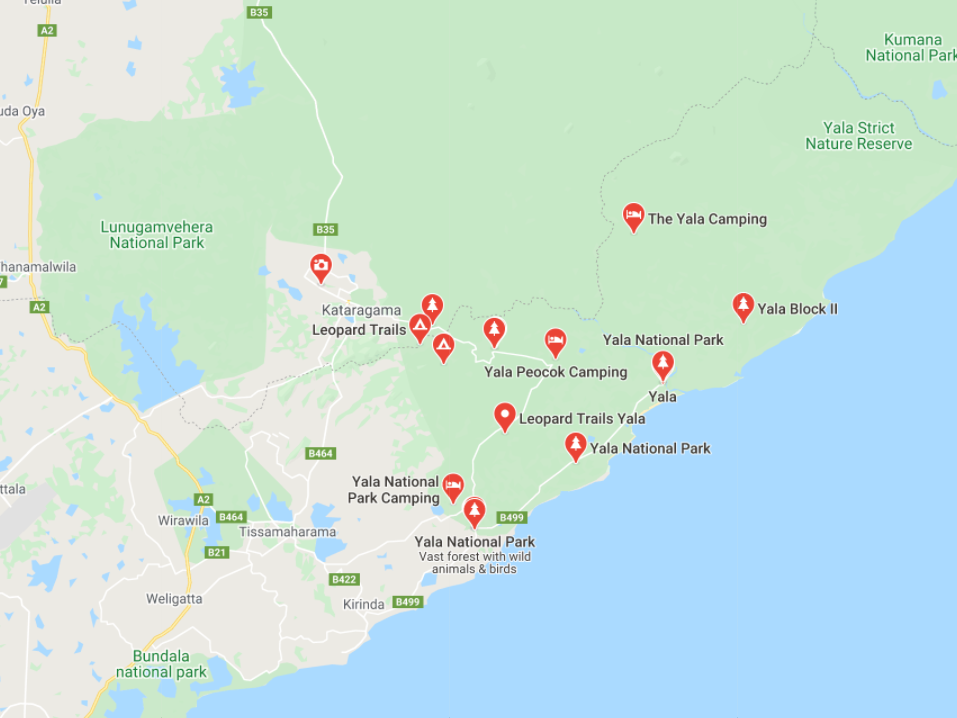 Telulla
B35
A2
Kumana
National Park
uda Oya
Yala Strict
Nature Reserve
The Yala Camping
Lunugamvehera
National Park
B35
hanamalwila
7
A2
Kataragama
Leopard Trails
Yala Block II
Yala National Park
Yala Peocok Camping
Yala
Leopard Trails Yala
Yala National Park
B464
Yala National
Park Camping
ttala
A2
Wirawila
B464
Tissamaharama
B499
Yala National Park
Vast forest with wild
animals & birds
B21
B422
Weligatta
Kirinda
B499
Bundala
national park